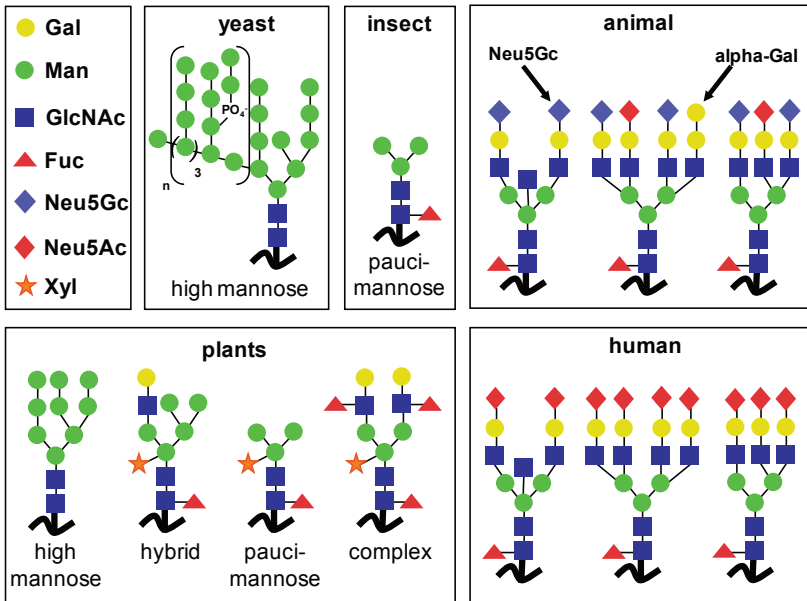 Gal
Man
GlcNAc
Fuc
Neu5Gc
Neu5Ac
Xyl
yeast
PO₄⁻
n
3
high mannose
insect
pauci-
mannose
animal
Neu5Gc
alpha-Gal
plants
high
mannose
hybrid
pauci-
mannose
complex
human